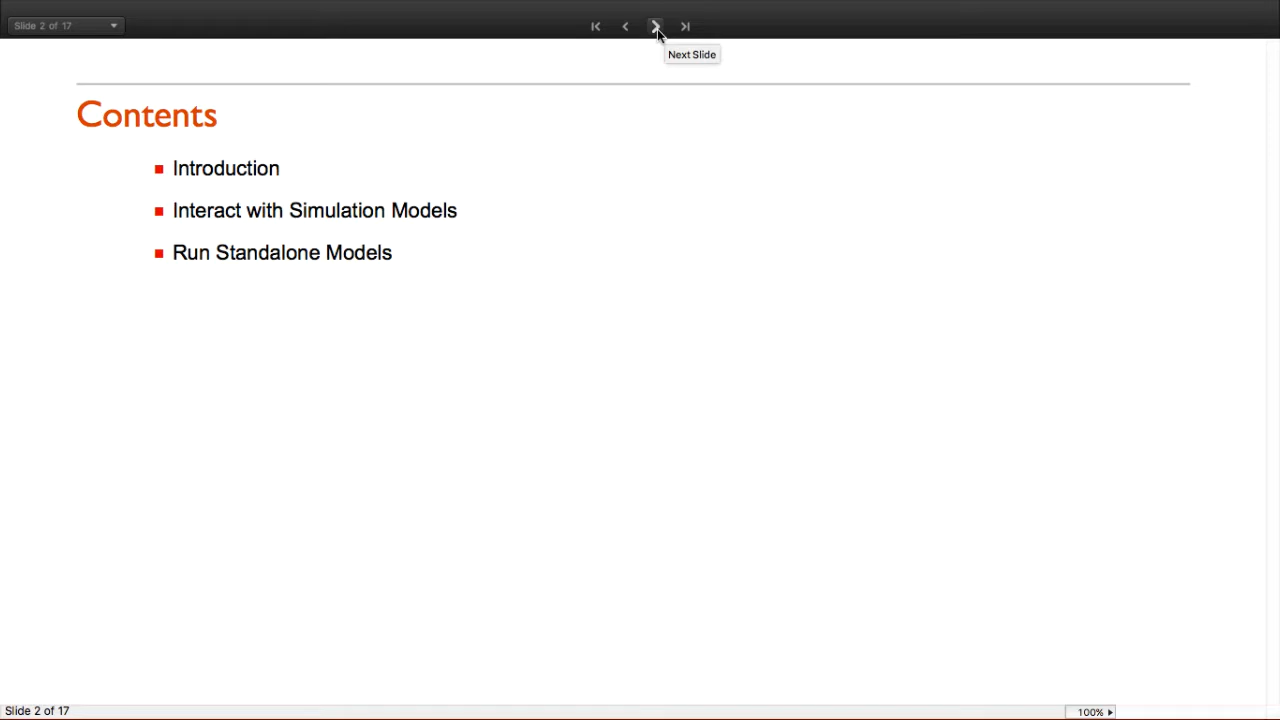 Slide 2 of 17
Next Slide
Contents
Introduction
Interact with Simulation Models
Run Standalone Models
Slide 2 of 17
100%